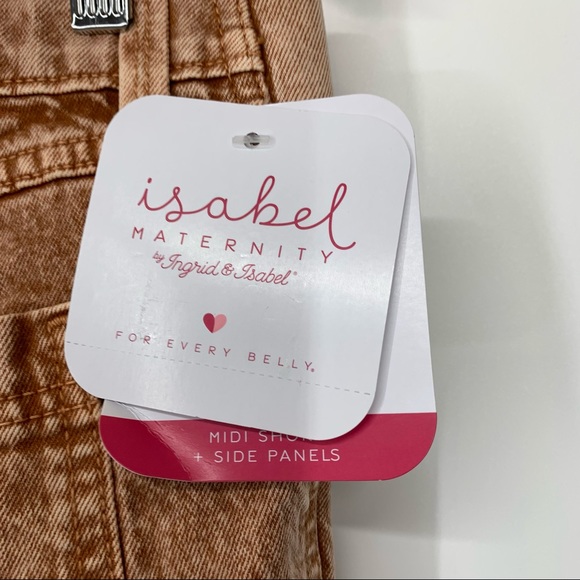 isabel
MATERNITY
by Ingrid & Isabel®
FOR EVERY BELLY.®
MIDI
+ SIDE PANELS